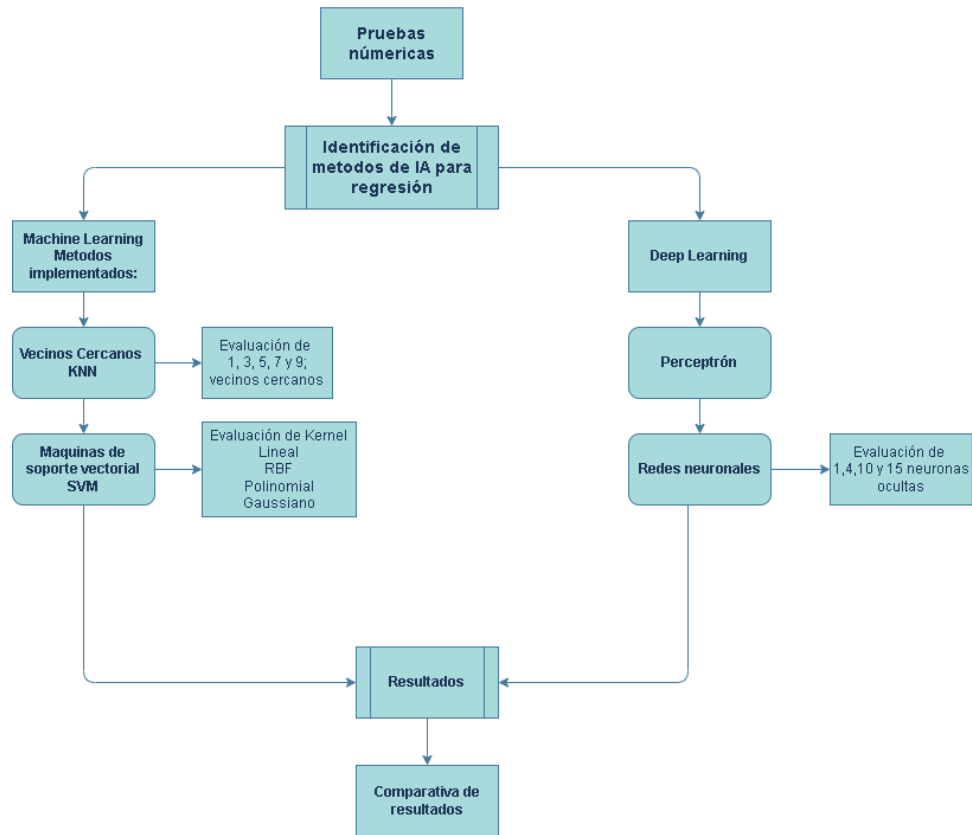 Pruebas
númericas
Identificación de
metodos de IA para
regresión
Machine Learning
Metodos
implementados:
Deep Learning
Vecinos Cercanos
KNN
Evaluación de
1, 3, 5, 7 y 9;
vecinos cercanos
Perceptrón
Maquinas de
soporte vectorial
SVM
Evaluación de Kernel
Lineal
RBF
Polinomial
Gaussiano
Redes neuronales
Evaluación de
1,4,10 y 15 neuronas
ocultas
Resultados
Comparativa de
resultados